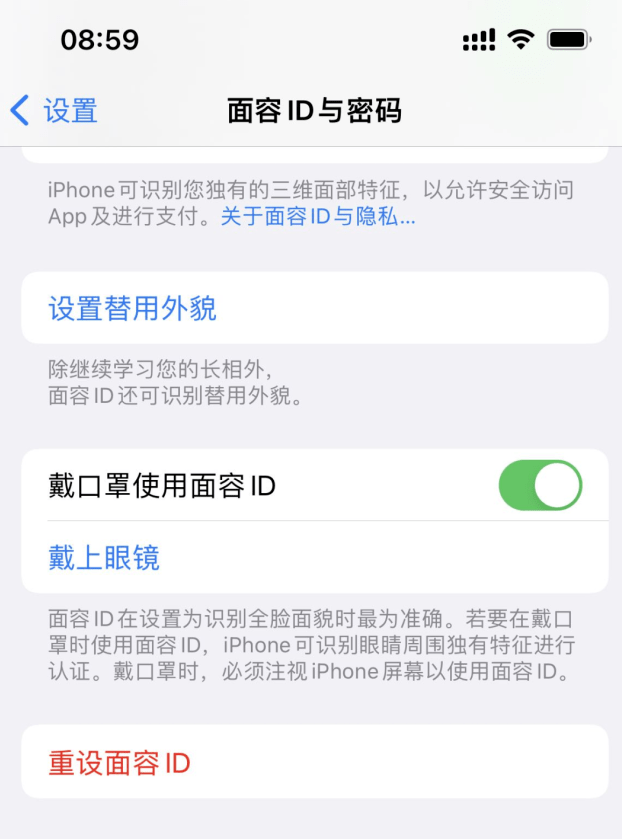 08:59
设置
面容ID与密码
iPhone可识别您独有的三维面部特征，以允许安全访问
App及进行支付。关于面容ID与隐私...
设置替用外貌
除继续学习您的长相外，
面容ID还可识别替用外貌。
戴口罩使用面容ID
戴上眼镜
面容ID在设置为识别全脸面貌时最为准确。若要在戴口
罩时使用面容ID，iPhone可识别眼睛周围独有特征进行
认证。戴口罩时，必须注视iPhone屏幕以使用面容ID。
重设面容ID